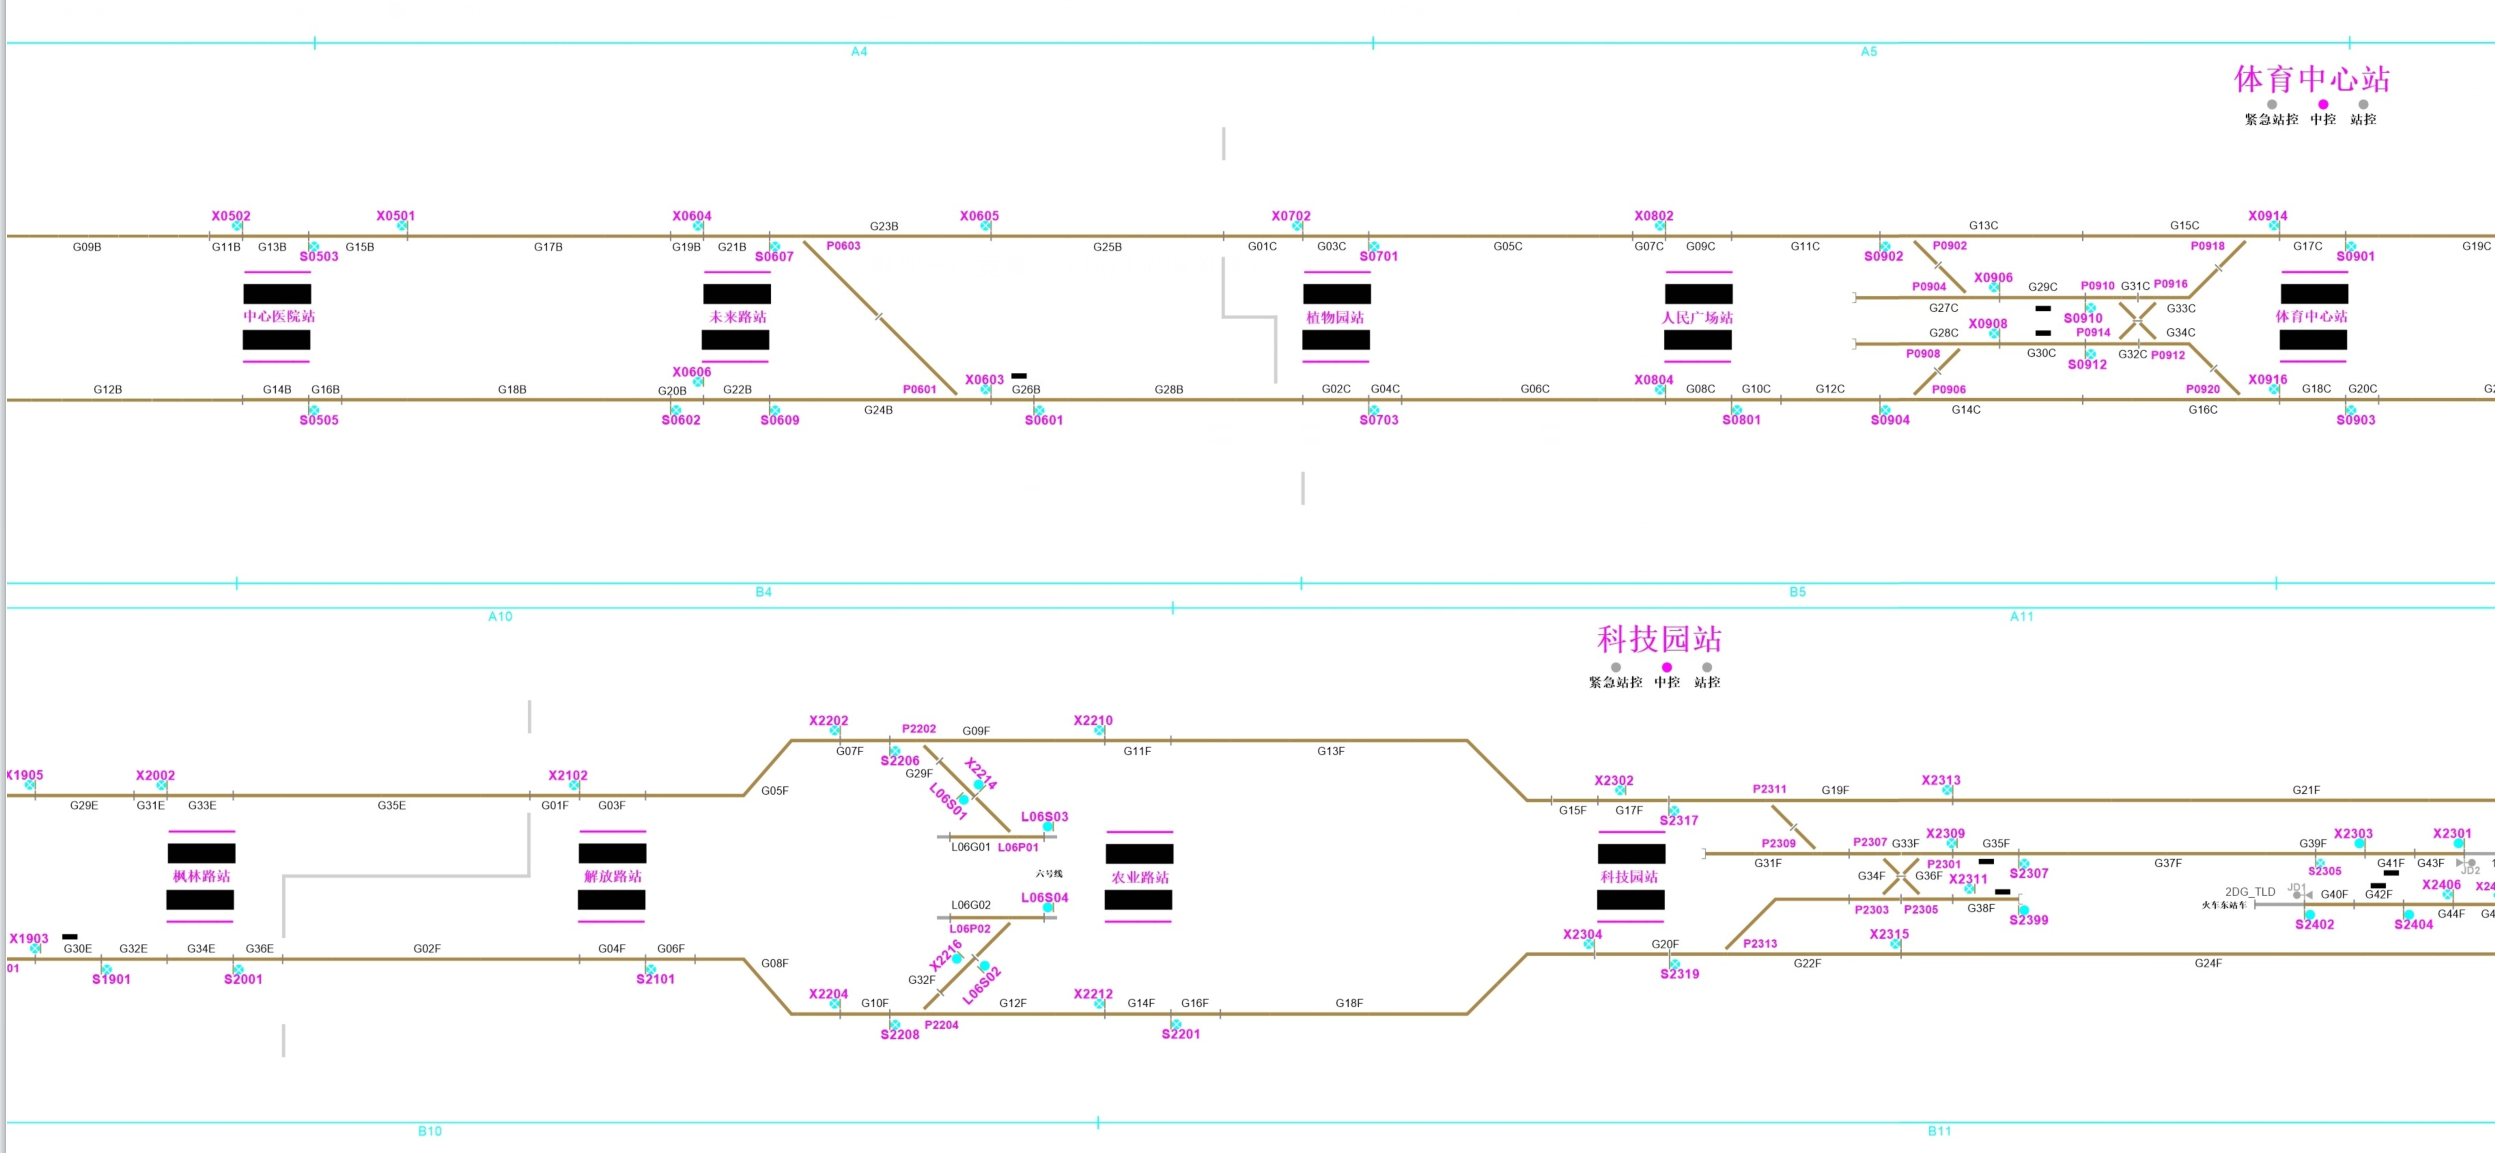 A4
A5
体育中心站
紧急站控 中控 站控
X0502 X0501 X0604 X0605 X0702 X0802 X0914
G23B G13C G15C
G09B G11B G13B G15B G17B G19B G21B P0603 G25B G01C G03C G05C G07C G09C G11C P0902 P0918 G17C G19C
S0503 S0607 S0701 S0902 S0901
X0906
P0904 G29C P0910 G31C P0916
G27C G33C
中心医院站 未来路站 植物园站 人民广场站 S0910 体育中心站
X0908
G28C P0914 G34C
P0908 G30C G32C P0912
S0912
X0606 X0603 X0804 X0916
G12B G14B G16B G18B G20B G22B P0601 G26B G28B G02C G04C G06C G08C G10C G12C P0906 P0920 G18C G20C
G24B G14C G16C
S0505 S0602 S0609 S0601 S0703 S0801 S0904 S0903
B4 B5
A10 A11
科技园站
紧急站控 中控 站控
X2202 P2202 G09F X2210
G07F G11F G13F
S2206
X1905 X2002 X2102 G29F X2214 X2302 P2311 G19F X2313 G21F
G29E G31E G33E G35E G01F G03F G05F L06S01 G15F G17F
L06S03 S2317
L06G01 L06P01 P2309 P2307 G33F X2309 G35F G39F X2303 X2301
G31F P2301 G37F G41F G43F
枫林路站 解放路站 六号线 农业路站 科技园站 G34F G36F X2311 S2307 S2305 JD2
L06S04 2DG_TLD JD1 G40F G42F X2406
L06G02 P2303 P2305 G38F 火车东站车 G44F
L06P02 S2399 S2402 S2404
X1903 X2216 X2304 G20F P2313 X2315
01 G30E G32E G34E G36E G02F G04F G06F G08F G22F G24F
S1901 S2001 S2101 G32F L06S02 S2319
X2204 G10F G12F X2212 G14F G16F G18F
S2208 P2204 S2201
B10 B11